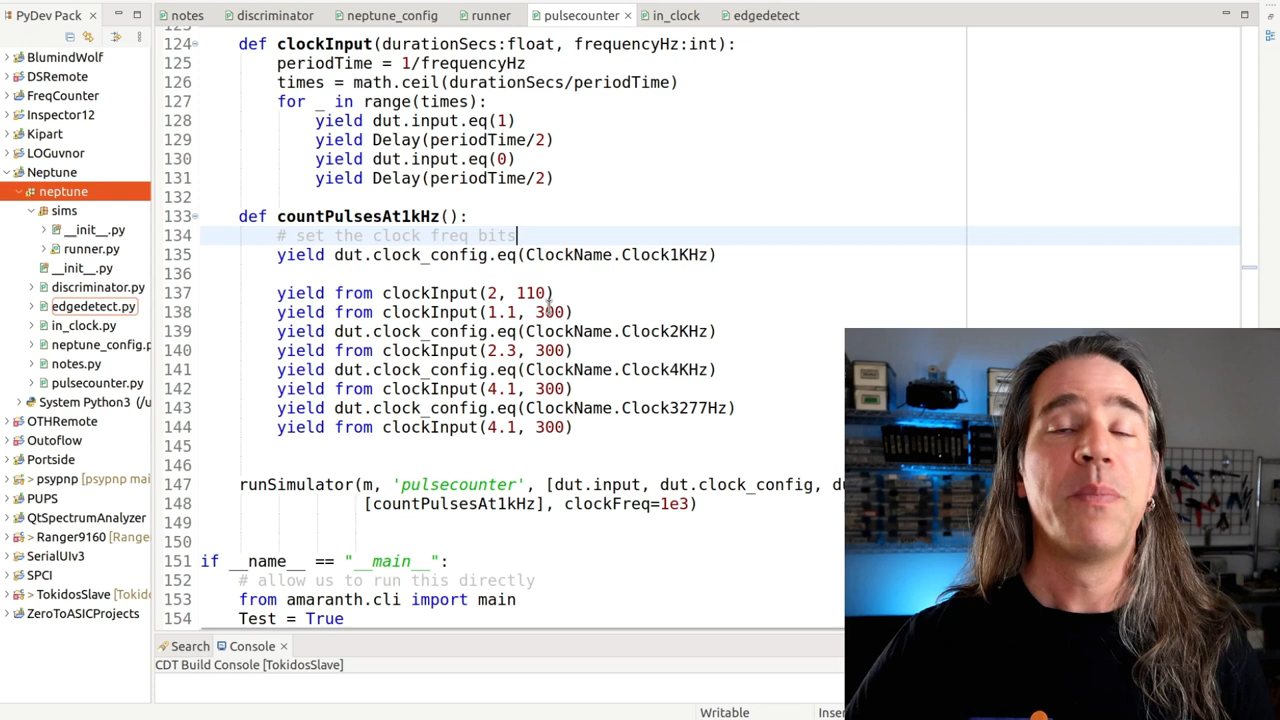 PyDev Pack ×
notes
discriminator
neptune_config
runner
pulsecounter ×
in_clock
edgedetect
BlumindWolf
DSRemote
FreqCounter
Inspector12
Kipart
LOGuvnor
Neptune
neptune
sims
__init__.py
runner.py
__init__.py
discriminator.py
edgedetect.py
in_clock.py
neptune_config.p
notes.py
pulsecounter.py
System Python3 (/u
OTHRemote
Outoflow
Portside
> psypnp [psypnp mai
PUPS
QtSpectrumAnalyzer
> Ranger9160 [Range
SerialUIv3
SPCI
> TokidosSlave [Tokido
ZeroToASICProjects
124 def clockInput(durationSecs:float, frequencyHz:int):
125 periodTime = 1/frequencyHz
126 times = math.ceil(durationSecs/periodTime)
127 for _ in range(times):
128 yield dut.input.eq(1)
129 yield Delay(periodTime/2)
130 yield dut.input.eq(0)
131 yield Delay(periodTime/2)
132
133 def countPulsesAt1kHz():
134 # set the clock freq bits
135 yield dut.clock_config.eq(ClockName.Clock1KHz)
136
137 yield from clockInput(2, 110)
138 yield from clockInput(1.1, 300)
139 yield dut.clock_config.eq(ClockName.Clock2KHz)
140 yield from clockInput(2.3, 300)
141 yield dut.clock_config.eq(ClockName.Clock4KHz)
142 yield from clockInput(4.1, 300)
143 yield dut.clock_config.eq(ClockName.Clock3277Hz)
144 yield from clockInput(4.1, 300)
145
146
147 runSimulator(m, 'pulsecounter', [dut.input, dut.clock_config, du
148 [countPulsesAt1kHz], clockFreq=1e3)
149
150
151 if __name__ == "__main__":
152 # allow us to run this directly
153 from amaranth.cli import main
154 Test = True
Search
Console ×
CDT Build Console [TokidosSlave]
Writable
Inser